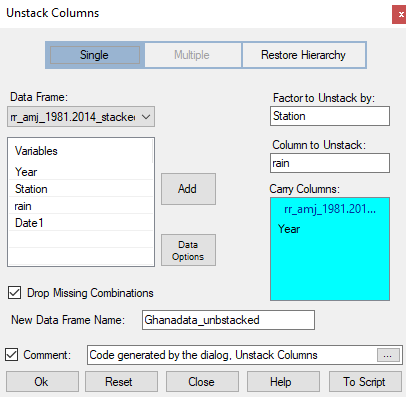 Unstack Columns
x
Single
Multiple
Restore Hierarchy
Data Frame:
rr_amj_1981.2014_stacked
Variables
Year
Station
rain
Date1
Add
Data
Options
Factor to Unstack by:
Station
Column to Unstack:
rain
Carry Columns:
rr_amj_1981.201...
Year
Drop Missing Combinations
New Data Frame Name:
Ghanadata_unbstacked
Comment:
Code generated by the dialog, Unstack Columns
...
Ok
Reset
Close
Help
To Script